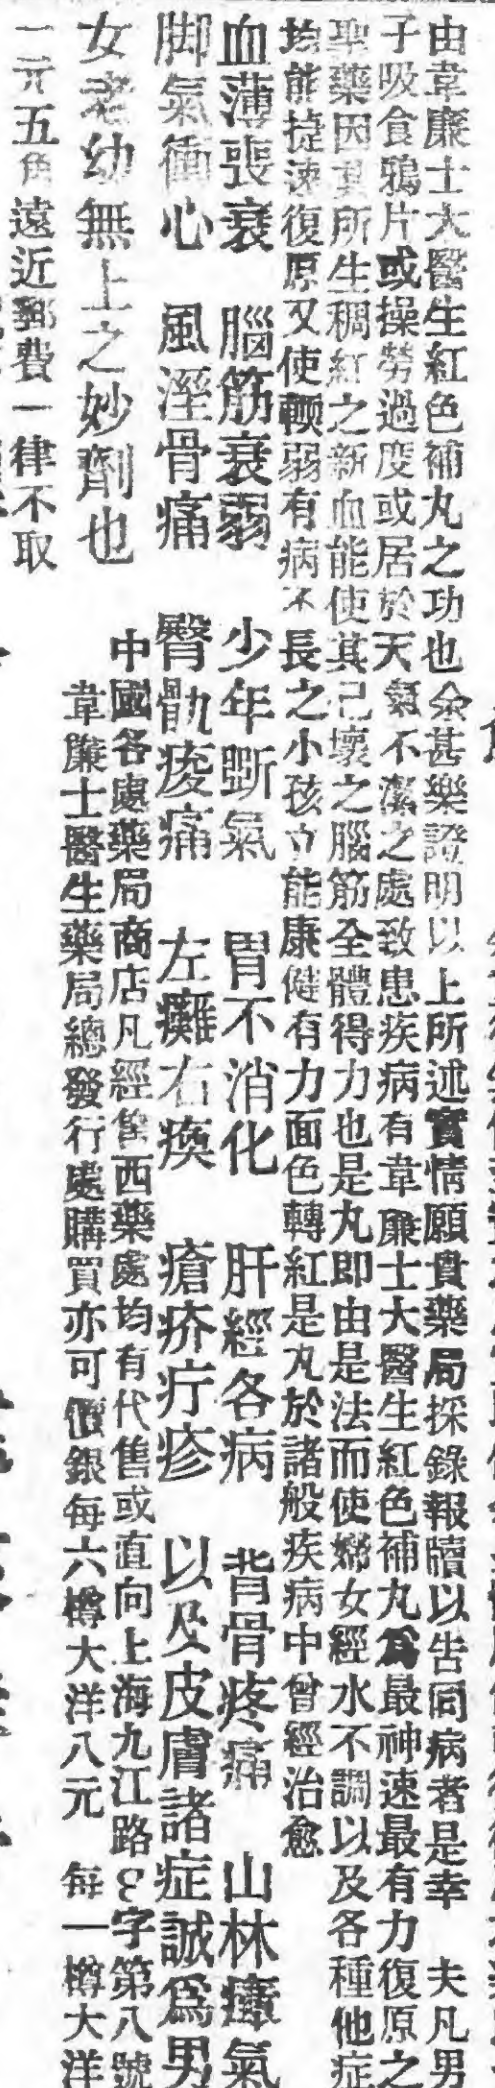 由韋廉士大醫生紅色補丸之功也余甚樂證明以上所述實情願貴藥局採錄報牘以告同病者是幸　夫凡男
子吸食鴉片或操勞過度或居於天氣不潔之處致患疾病有韋廉士大醫生紅色補丸爲最神速最有力復原之
聖藥因其所生稠紅之新血能使其已壞之腦筋全體得力也是丸即由是法而使婦女經水不調以及各種他症
均能捷速復原又使輭弱有病不長之小孩立能康健有力面色轉紅是丸於諸般疾病中曾經治愈
血薄喪衰　腦筋衰弱　少年斲氣　胃不消化　肝經各病　背骨疼痛　山林瘴氣
脚氣衝心　風溼骨痛　臀骪痠痛　左癱右瘓　瘡疥疔疹　以及皮膚諸症誠爲男
女老幼無上之妙劑也
中國各處藥局商店凡經售西藥處均有代售或直向上海九江路　字第八號
韋廉士醫生藥局總發行處購買亦可價銀每六樽大洋八元　每一樽大洋
一元五角遠近郵費一律不取